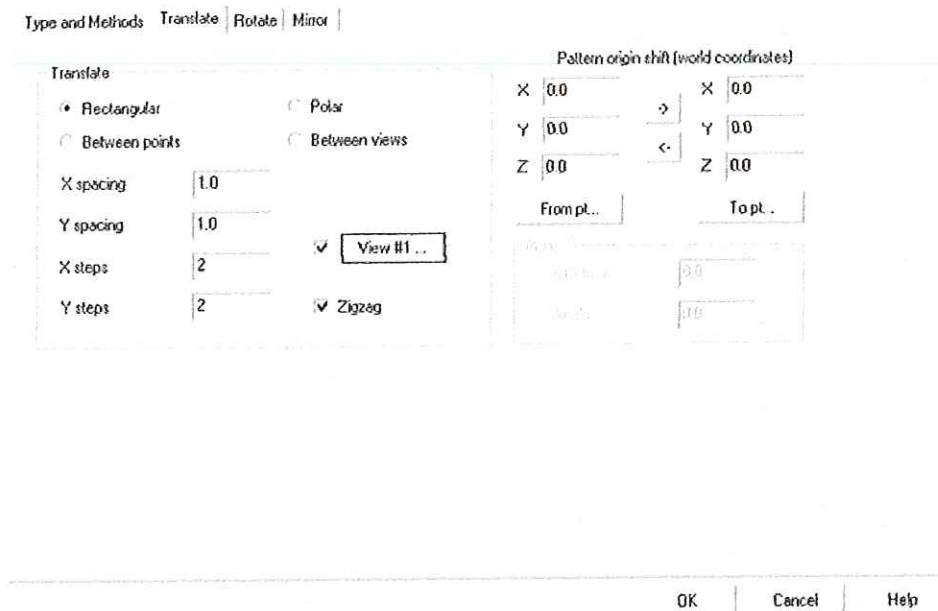 Type and Methods Translate Rotate Mirror
Translate
Rectangular
Polar
Between points
Between views
X spacing 1.0
Y spacing 1.0
View #1 ...
X steps 2
Y steps 2
Zigzag
Pattern origin shift (world coordinates)
X 0.0 -> X 0.0
Y 0.0 <- Y 0.0
Z 0.0 Z 0.0
From pt... To pt...
0.0
0.0
OK Cancel Help